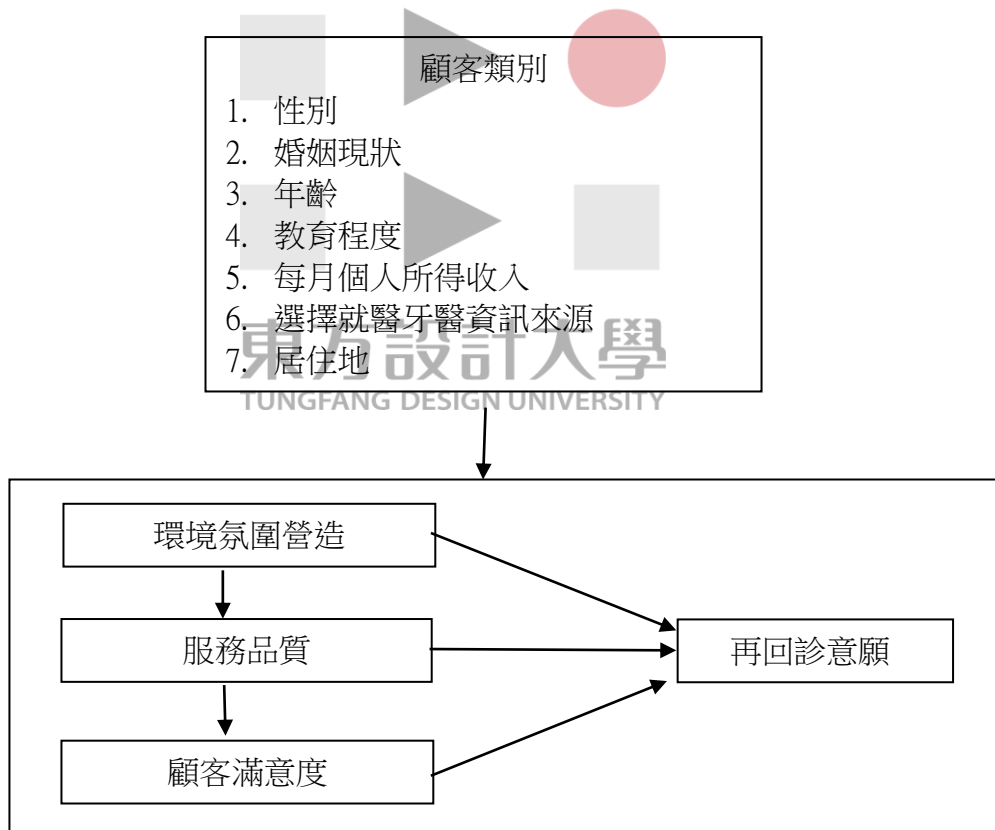 顧客類別
1. 性別
2. 婚姻現狀
3. 年齡
4. 教育程度
5. 每月個人所得收入
6. 選擇就醫牙醫資訊來源
7. 居住地
東方設計大學
TUNGFANG DESIGN UNIVERSITY
環境氛圍營造
服務品質
再回診意願
顧客滿意度